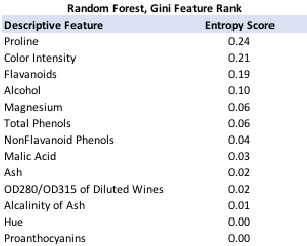 Random Forest, Gini Feature Rank
Descriptive Feature Entropy Score
Proline 0.24
Color Intensity 0.21
Flavanoids 0.19
Alcohol 0.10
Magnesium 0.06
Total Phenols 0.06
NonFlavanoid Phenols 0.04
Malic Acid 0.03
Ash 0.02
OD280/OD315 of Diluted Wines 0.02
Alcalinity of Ash 0.01
Hue 0.00
Proanthocyanins 0.00